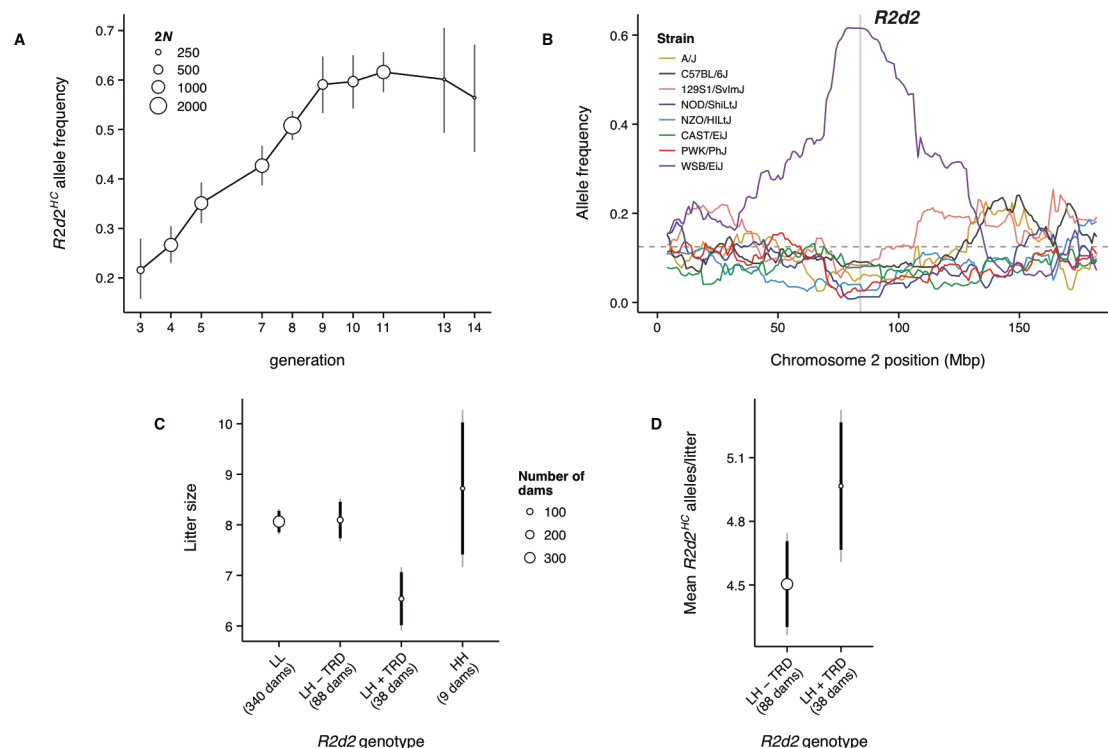 A
2N
250
500
1000
2000
0.7
0.6
0.5
0.4
0.3
0.2
R2d2HC allele frequency
3 4 5 7 8 9 10 11 13 14
generation
B
R2d2
Strain
A/J
C57BL/6J
129S1/SvImJ
NOD/ShiLtJ
NZO/HILtJ
CAST/EiJ
PWK/PhJ
WSB/EiJ
0.6
0.4
0.2
0.0
Allele frequency
0 50 100 150
Chromosome 2 position (Mbp)
C
10
9
8
7
6
Litter size
LL
(340 dams)
LH − TRD
(88 dams)
LH + TRD
(38 dams)
HH
(9 dams)
R2d2 genotype
Number of
dams
100
200
300
D
5.1
4.8
4.5
Mean R2d2HC alleles/litter
LH − TRD
(88 dams)
LH + TRD
(38 dams)
R2d2 genotype